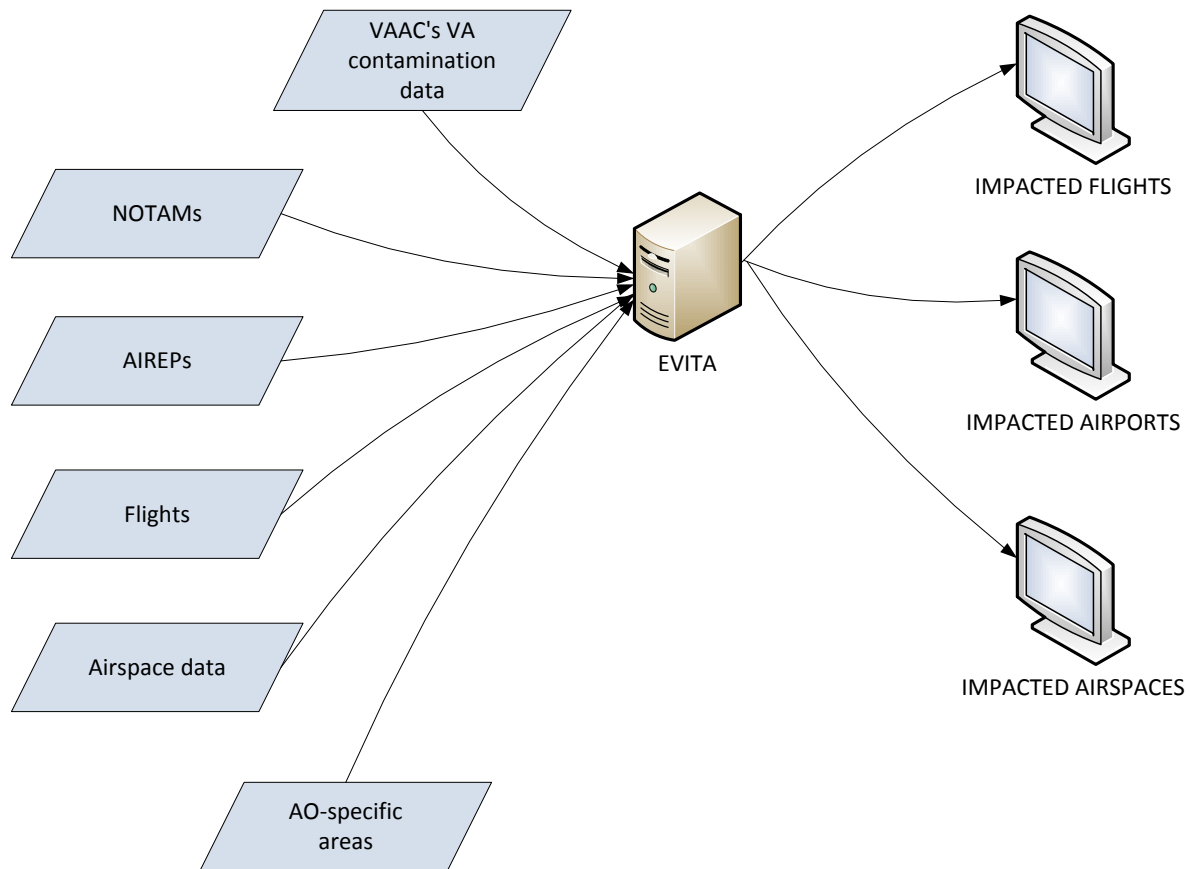 VAAC's VA
contamination
data
NOTAMs
AIREPs
Flights
Airspace data
AO-specific
areas
EVITA
IMPACTED FLIGHTS
IMPACTED AIRPORTS
IMPACTED AIRSPACES